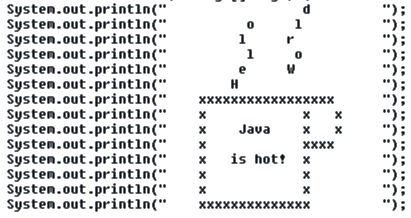 System.out.println("                 d         ");
System.out.println("          o     l          ");
System.out.println("         l     r           ");
System.out.println("          l     o          ");
System.out.println("         e     W           ");
System.out.println("        H                  ");
System.out.println("    xxxxxxxxxxxxxxxxx      ");
System.out.println("    x            x   x     ");
System.out.println("    x    Java    x   x     ");
System.out.println("    x            xxxx      ");
System.out.println("    x   is hot!  x         ");
System.out.println("    x            x         ");
System.out.println("    x            x         ");
System.out.println("    xxxxxxxxxxxxxx         ");